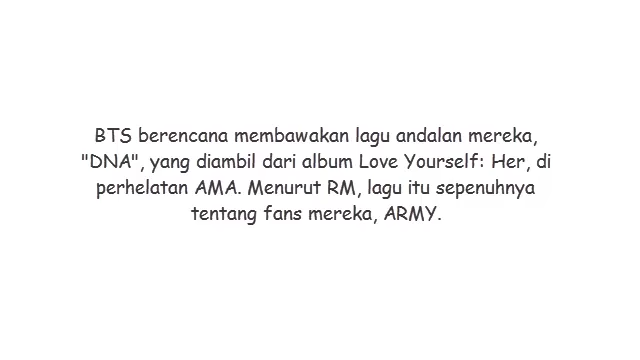 BTS berencana membawakan lagu andalan mereka,
"DNA", yang diambil dari album Love Yourself: Her, di
perhelatan AMA. Menurut RM, lagu itu sepenuhnya
tentang fans mereka, ARMY.